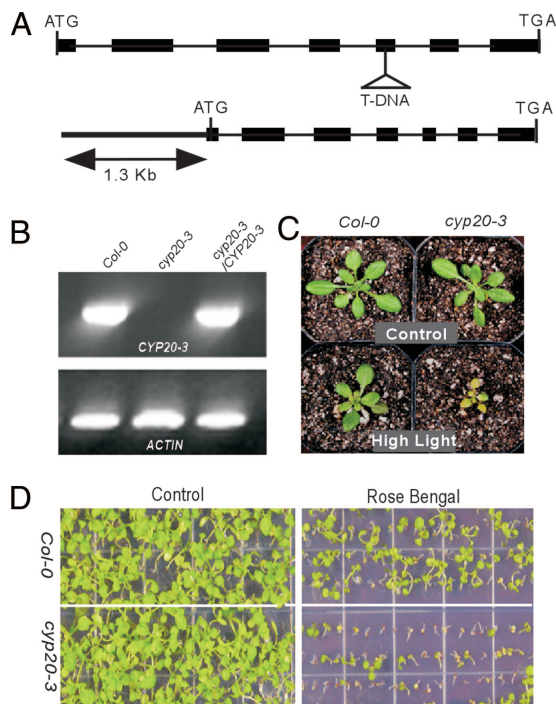 A
ATG
TGA
T-DNA
ATG
TGA
1.3 Kb
B
Col-0
cyp20-3
cyp20-3
/CYP20-3
CYP20-3
ACTIN
C
Col-0
cyp20-3
Control
High Light
D
Control
Rose Bengal
Col-0
cyp20-3